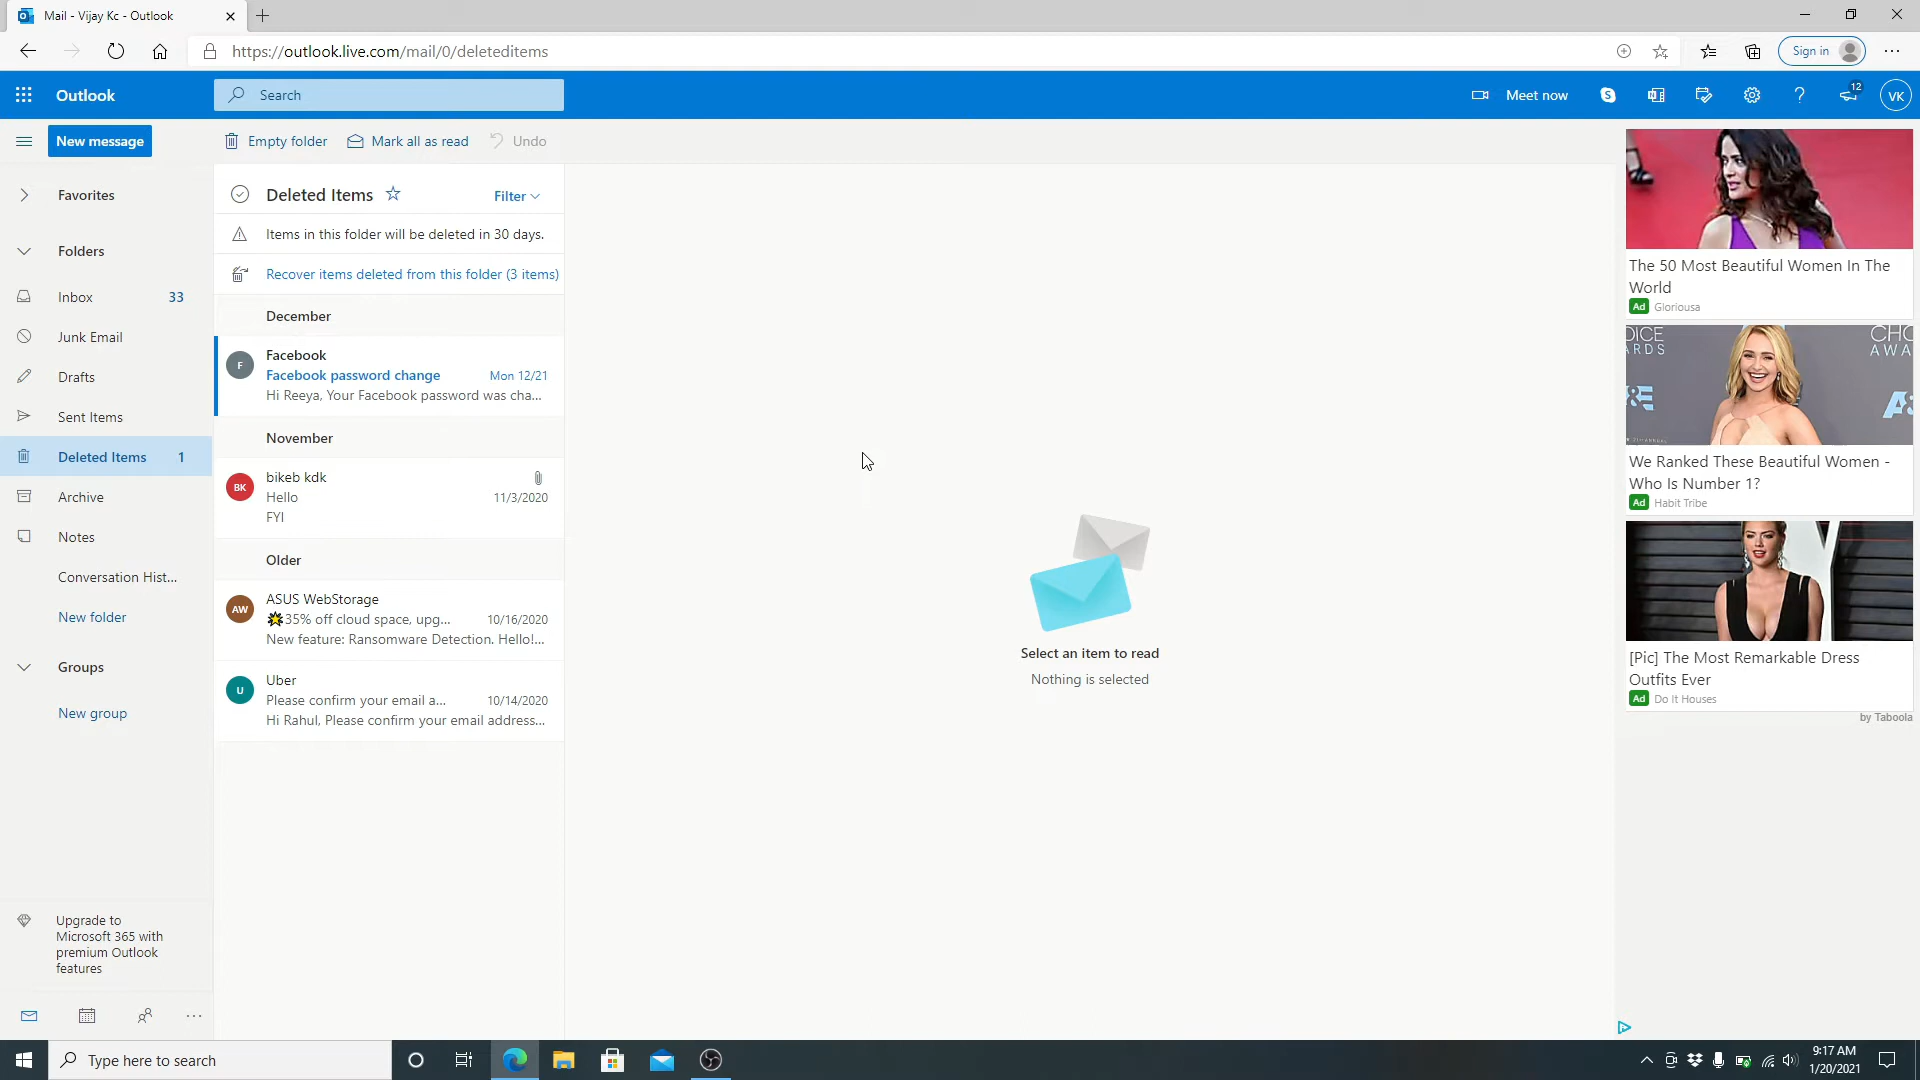 Mail - Vijay Kc - Outlook
https://outlook.live.com/mail/0/deleteditems
Sign in
Outlook
Search
Meet now
12
VK
New message
Empty folder
Mark all as read
Undo
Favorites
Folders
Inbox 33
Junk Email
Drafts
Sent Items
Deleted Items 1
Archive
Notes
Conversation Hist...
New folder
Groups
New group
Upgrade to
Microsoft 365 with
premium Outlook
features
Deleted Items
Filter
Items in this folder will be deleted in 30 days.
Recover items deleted from this folder (3 items)
December
F
Facebook
Facebook password change Mon 12/21
Hi Reeya, Your Facebook password was cha...
November
BK
bikeb kdk
Hello 11/3/2020
FYI
Older
AW
ASUS WebStorage
35% off cloud space, upg... 10/16/2020
New feature: Ransomware Detection. Hello!...
U
Uber
Please confirm your email a... 10/14/2020
Hi Rahul, Please confirm your email address...
Select an item to read
Nothing is selected
The 50 Most Beautiful Women In The
World
Ad Gloriousa
We Ranked These Beautiful Women -
Who Is Number 1?
Ad Habit Tribe
[Pic] The Most Remarkable Dress
Outfits Ever
Ad Do It Houses
by Taboola
Type here to search
9:17 AM
1/20/2021